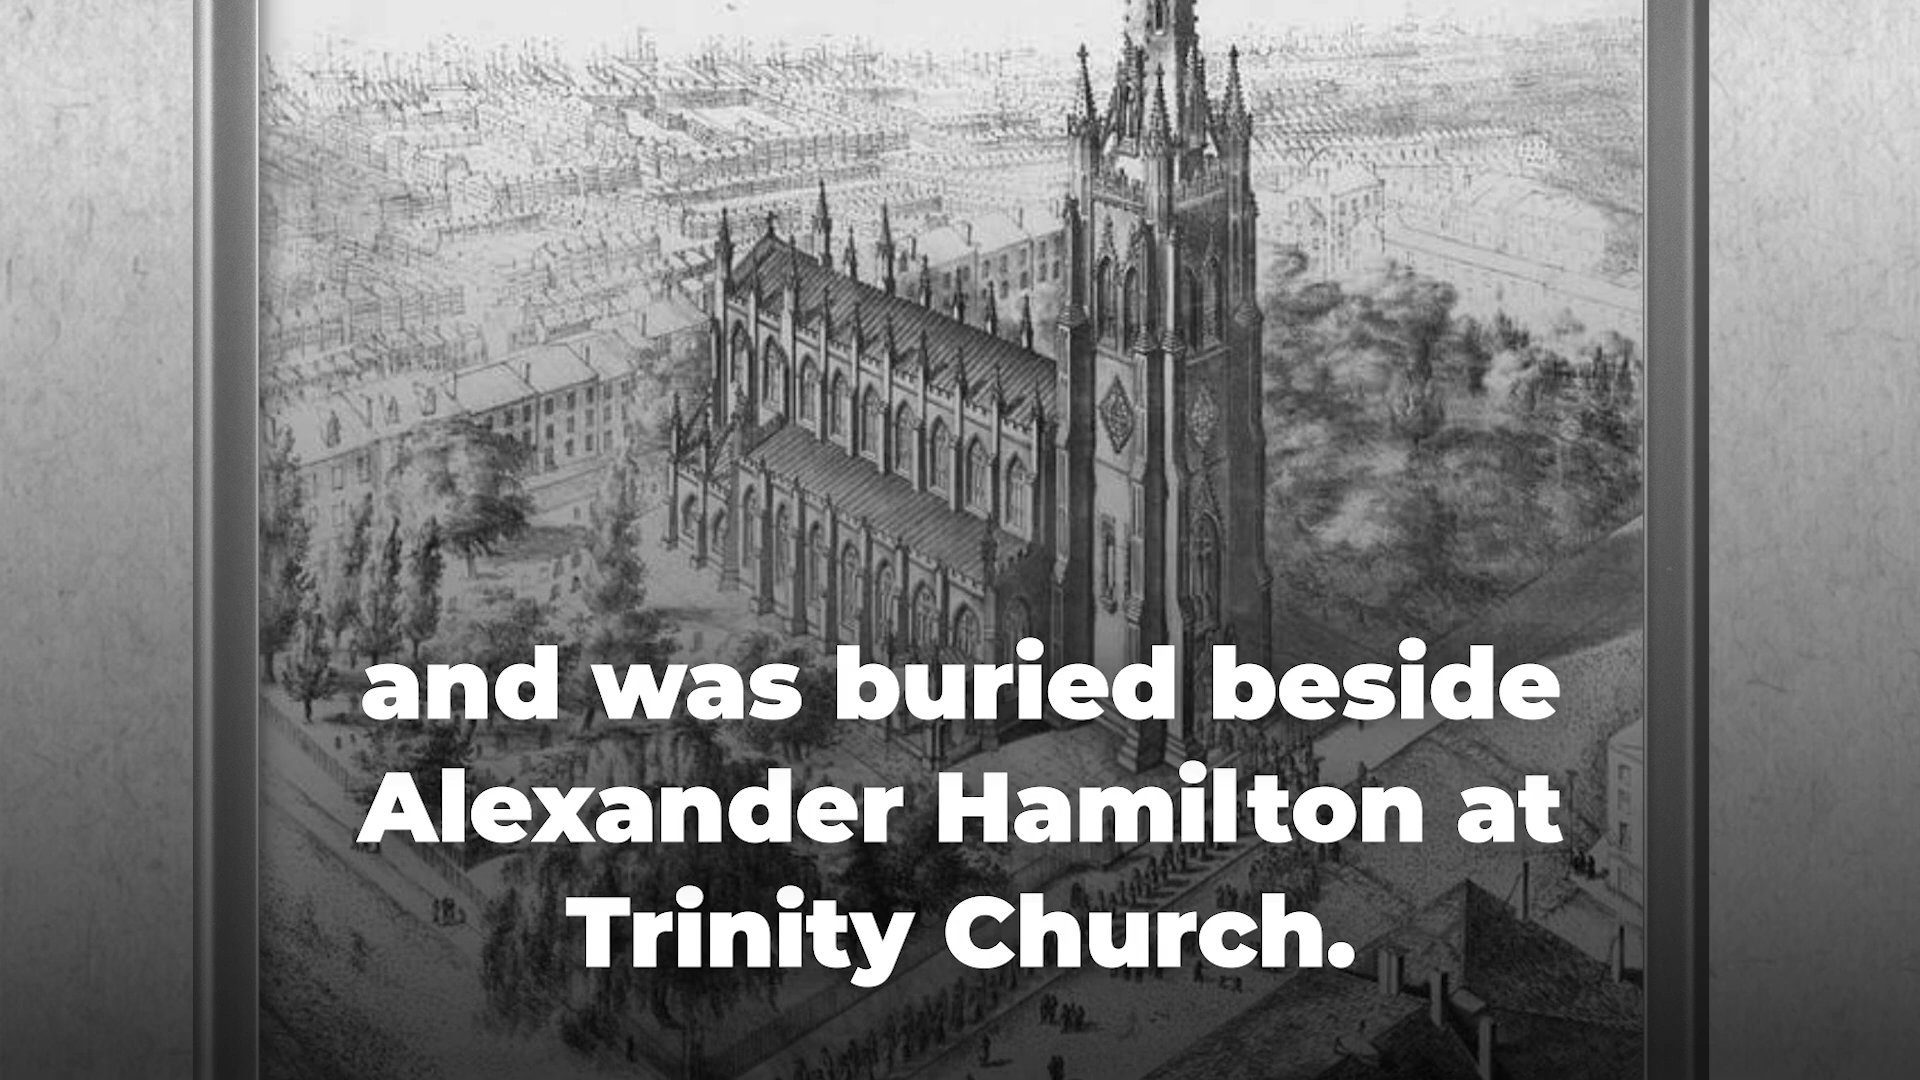 and was buried beside
Alexander Hamilton at
Trinity Church.